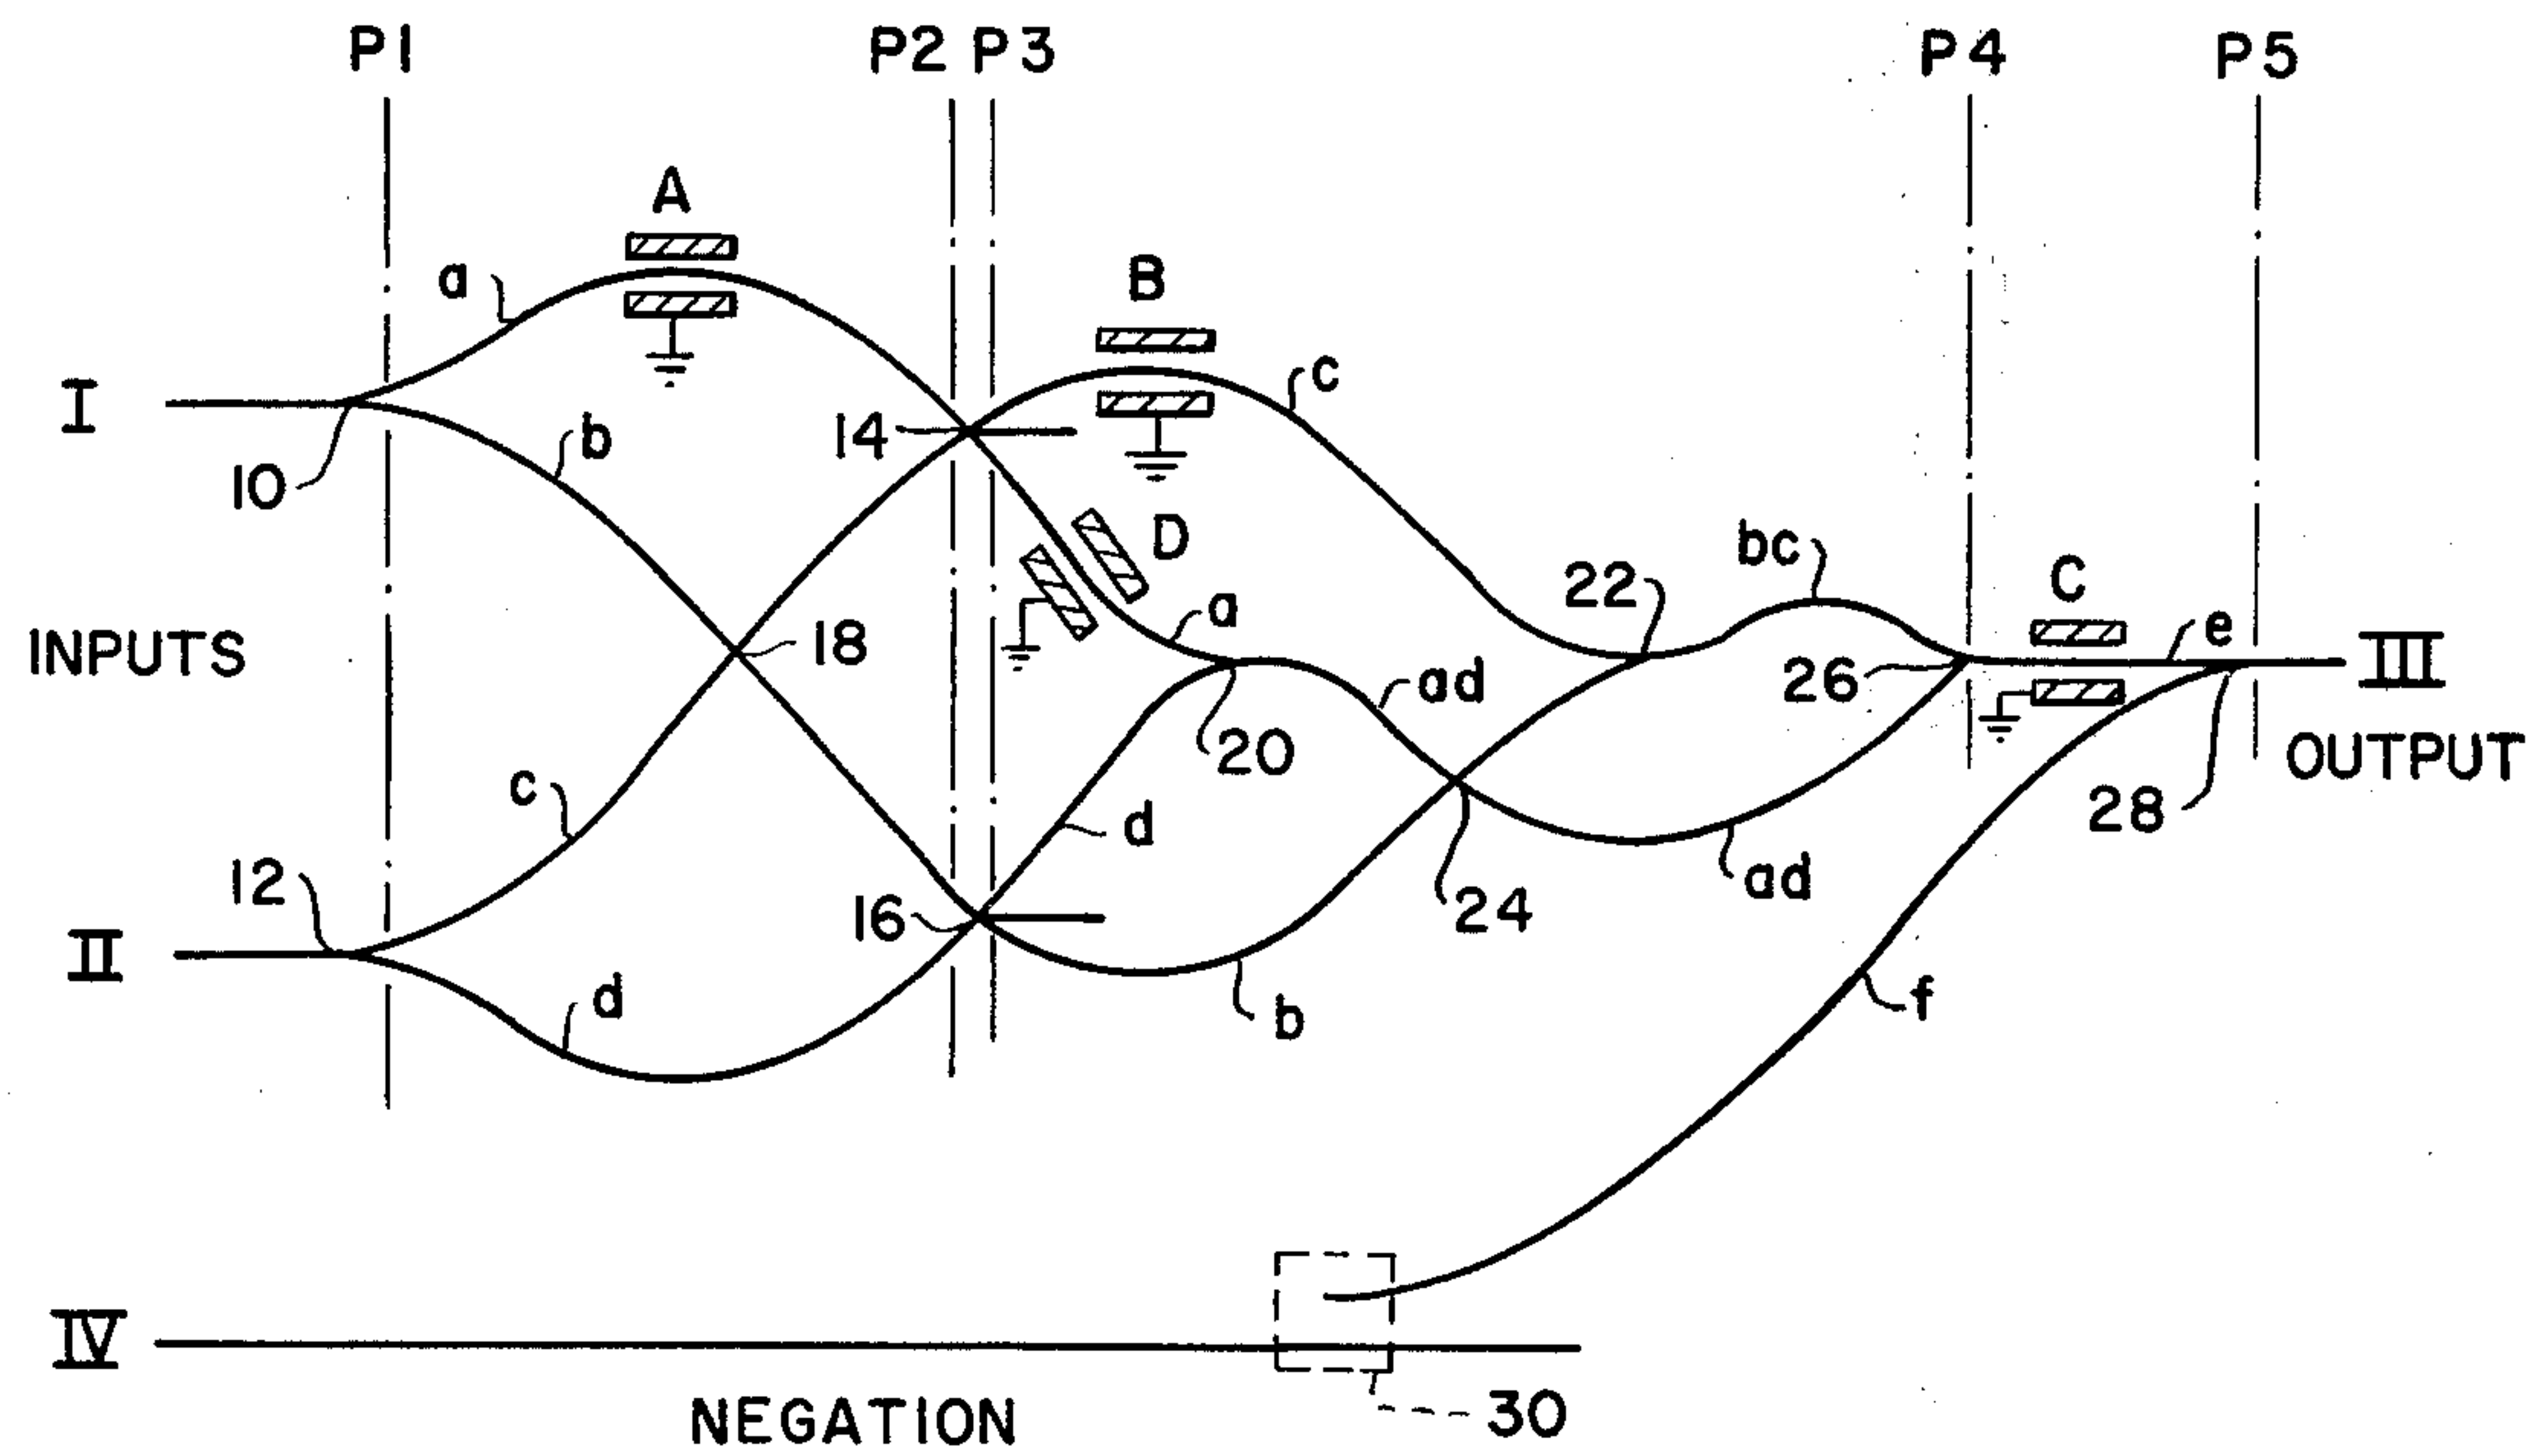 P1 P2 P3 P4 P5
A
a B
c
I b 14
10 D bc
22 C
a e
INPUTS 18 ad 26 III
20
c d OUTPUT
12 28
ad
16 24
II d b f
IV
30
NEGATION